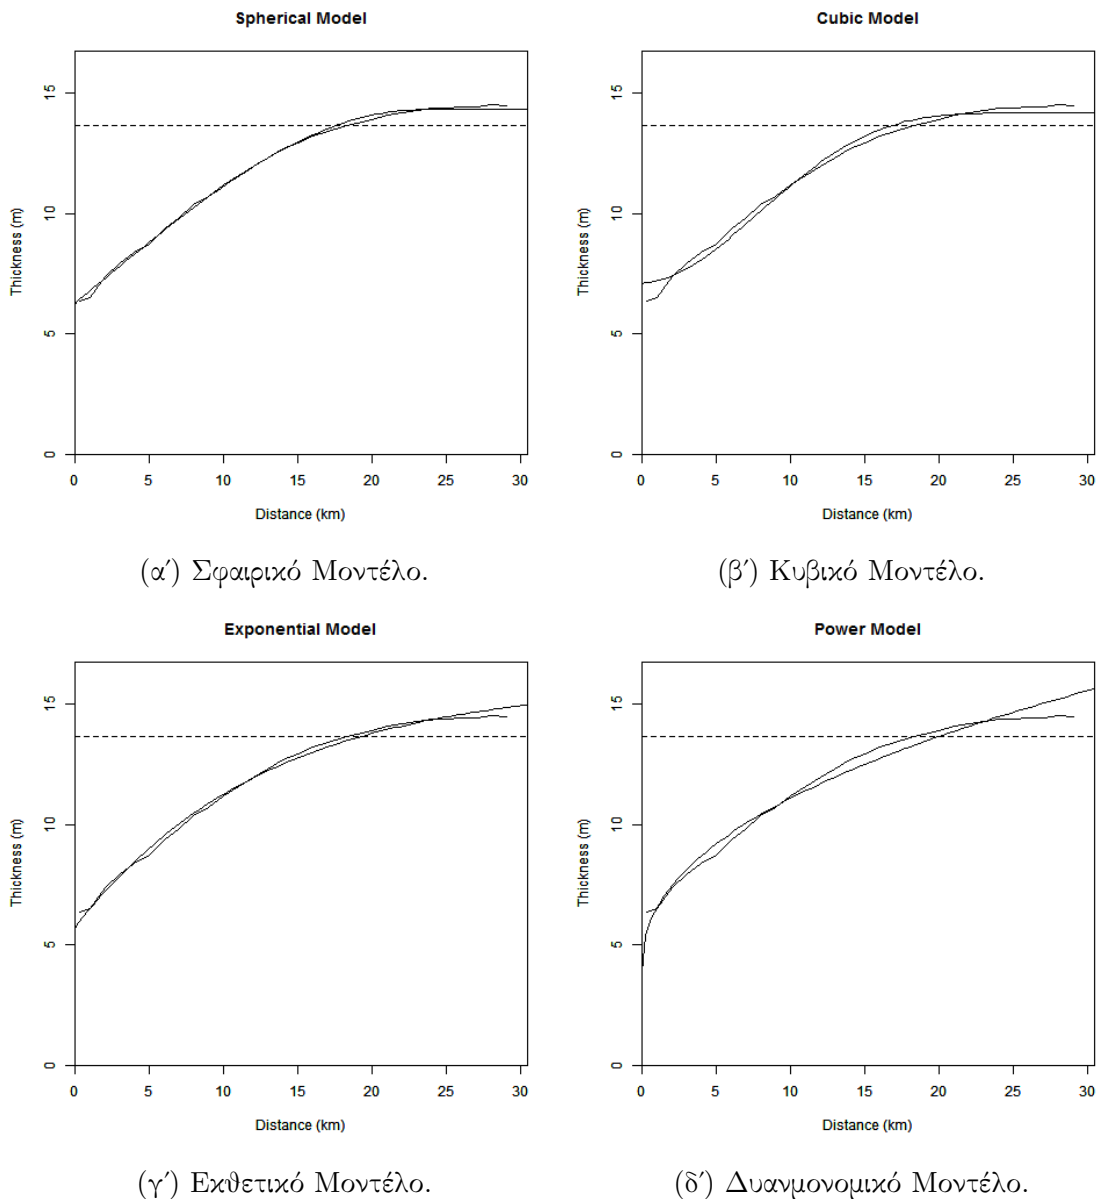 Spherical Model
Cubic Model
Thickness (m)
0 5 10 15
0 5 10 15 20 25 30
Distance (km)
Thickness (m)
0 5 10 15
0 5 10 15 20 25 30
Distance (km)
(α΄) Σφαιρικό Μοντέλο.
(β΄) Κυβικό Μοντέλο.
Exponential Model
Power Model
Thickness (m)
0 5 10 15
0 5 10 15 20 25 30
Distance (km)
Thickness (m)
0 5 10 15
0 5 10 15 20 25 30
Distance (km)
(γ΄) Εκθετικό Μοντέλο.
(δ΄) Δυανμονομικό Μοντέλο.